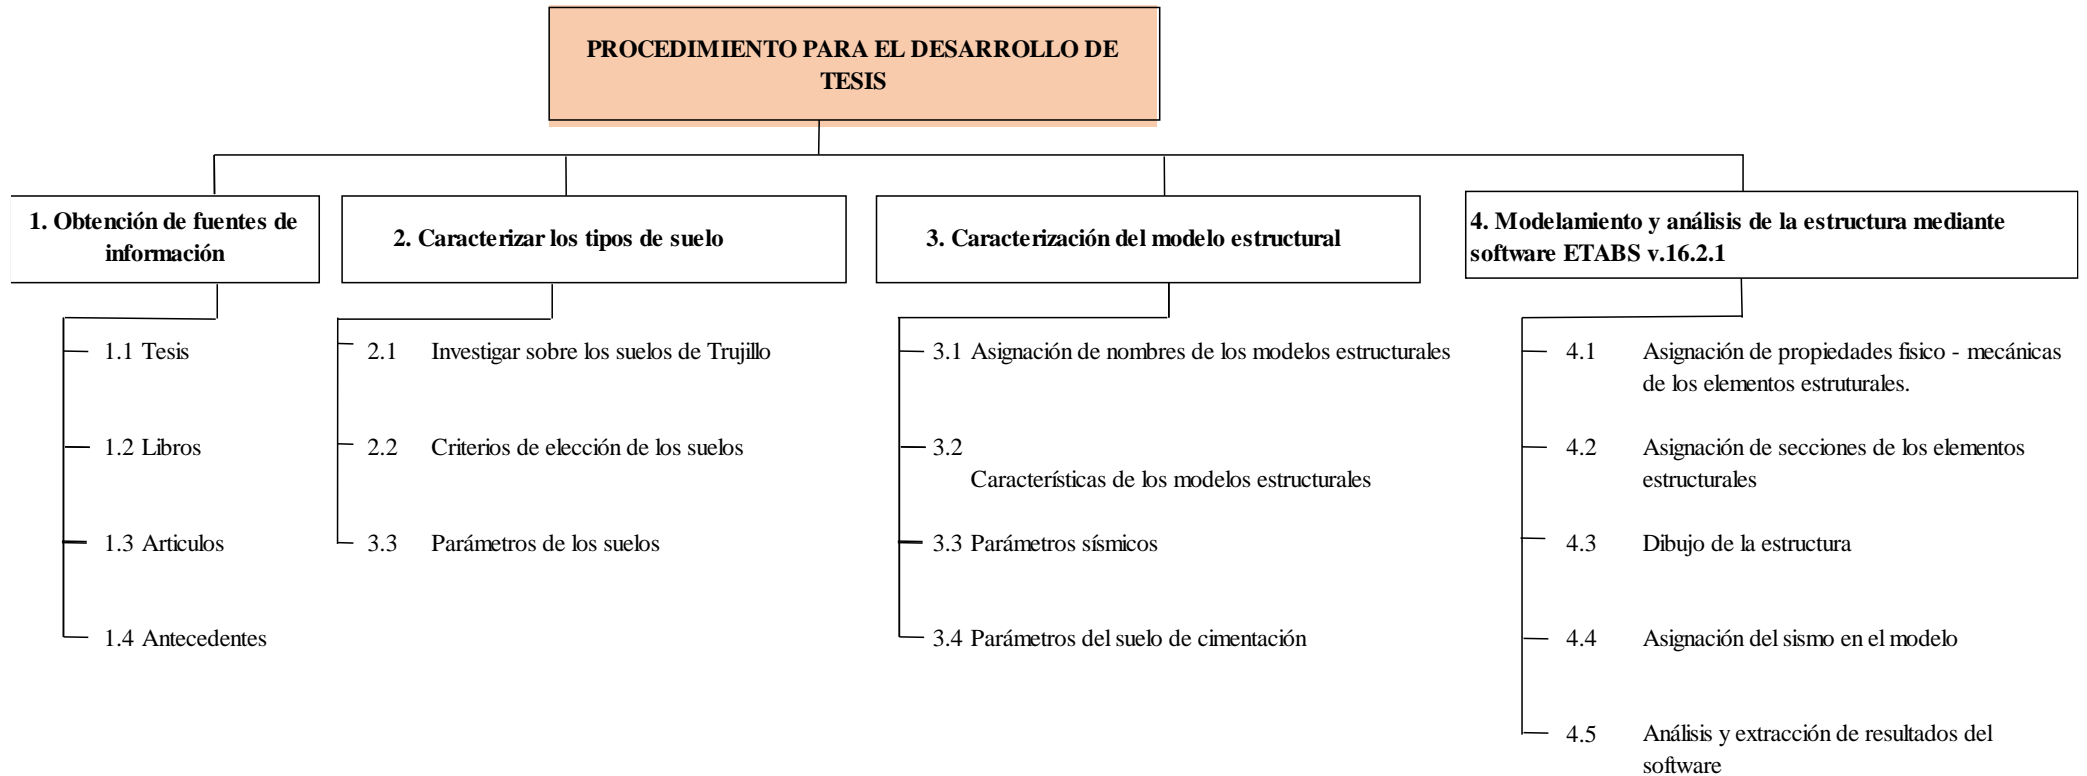 PROCEDIMIENTO PARA EL DESARROLLO DE
TESIS
1. Obtención de fuentes de
información
1.1 Tesis
1.2 Libros
1.3 Articulos
1.4 Antecedentes
2. Caracterizar los tipos de suelo
2.1 Investigar sobre los suelos de Trujillo
2.2 Criterios de elección de los suelos
3.3 Parámetros de los suelos
3. Caracterización del modelo estructural
3.1 Asignación de nombres de los modelos estructurales
3.2
Características de los modelos estructurales
3.3 Parámetros sísmicos
3.4 Parámetros del suelo de cimentación
4. Modelamiento y análisis de la estructura mediante
software ETABS v.16.2.1
4.1 Asignación de propiedades fisico - mecánicas
de los elementos estruturales.
4.2 Asignación de secciones de los elementos
estructurales
4.3 Dibujo de la estructura
4.4 Asignación del sismo en el modelo
4.5 Análisis y extracción de resultados del
software